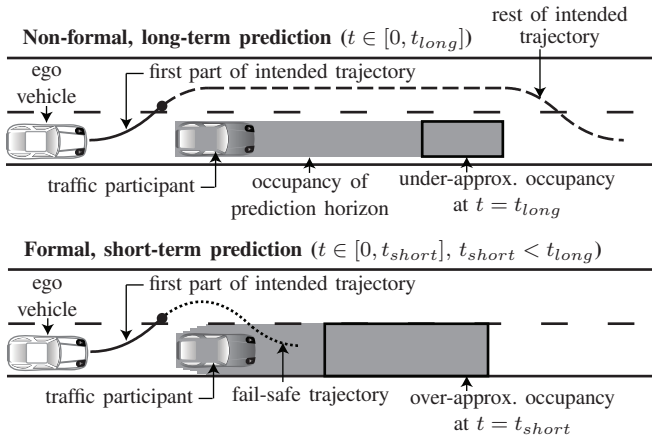 Non-formal, long-term prediction (t ∈ [0, t_long])
rest of intended
trajectory
ego
vehicle
first part of intended trajectory
traffic participant
occupancy of
prediction horizon
under-approx. occupancy
at t = t_long
Formal, short-term prediction (t ∈ [0, t_short], t_short < t_long)
ego
vehicle
first part of intended trajectory
traffic participant
fail-safe trajectory
over-approx. occupancy
at t = t_short